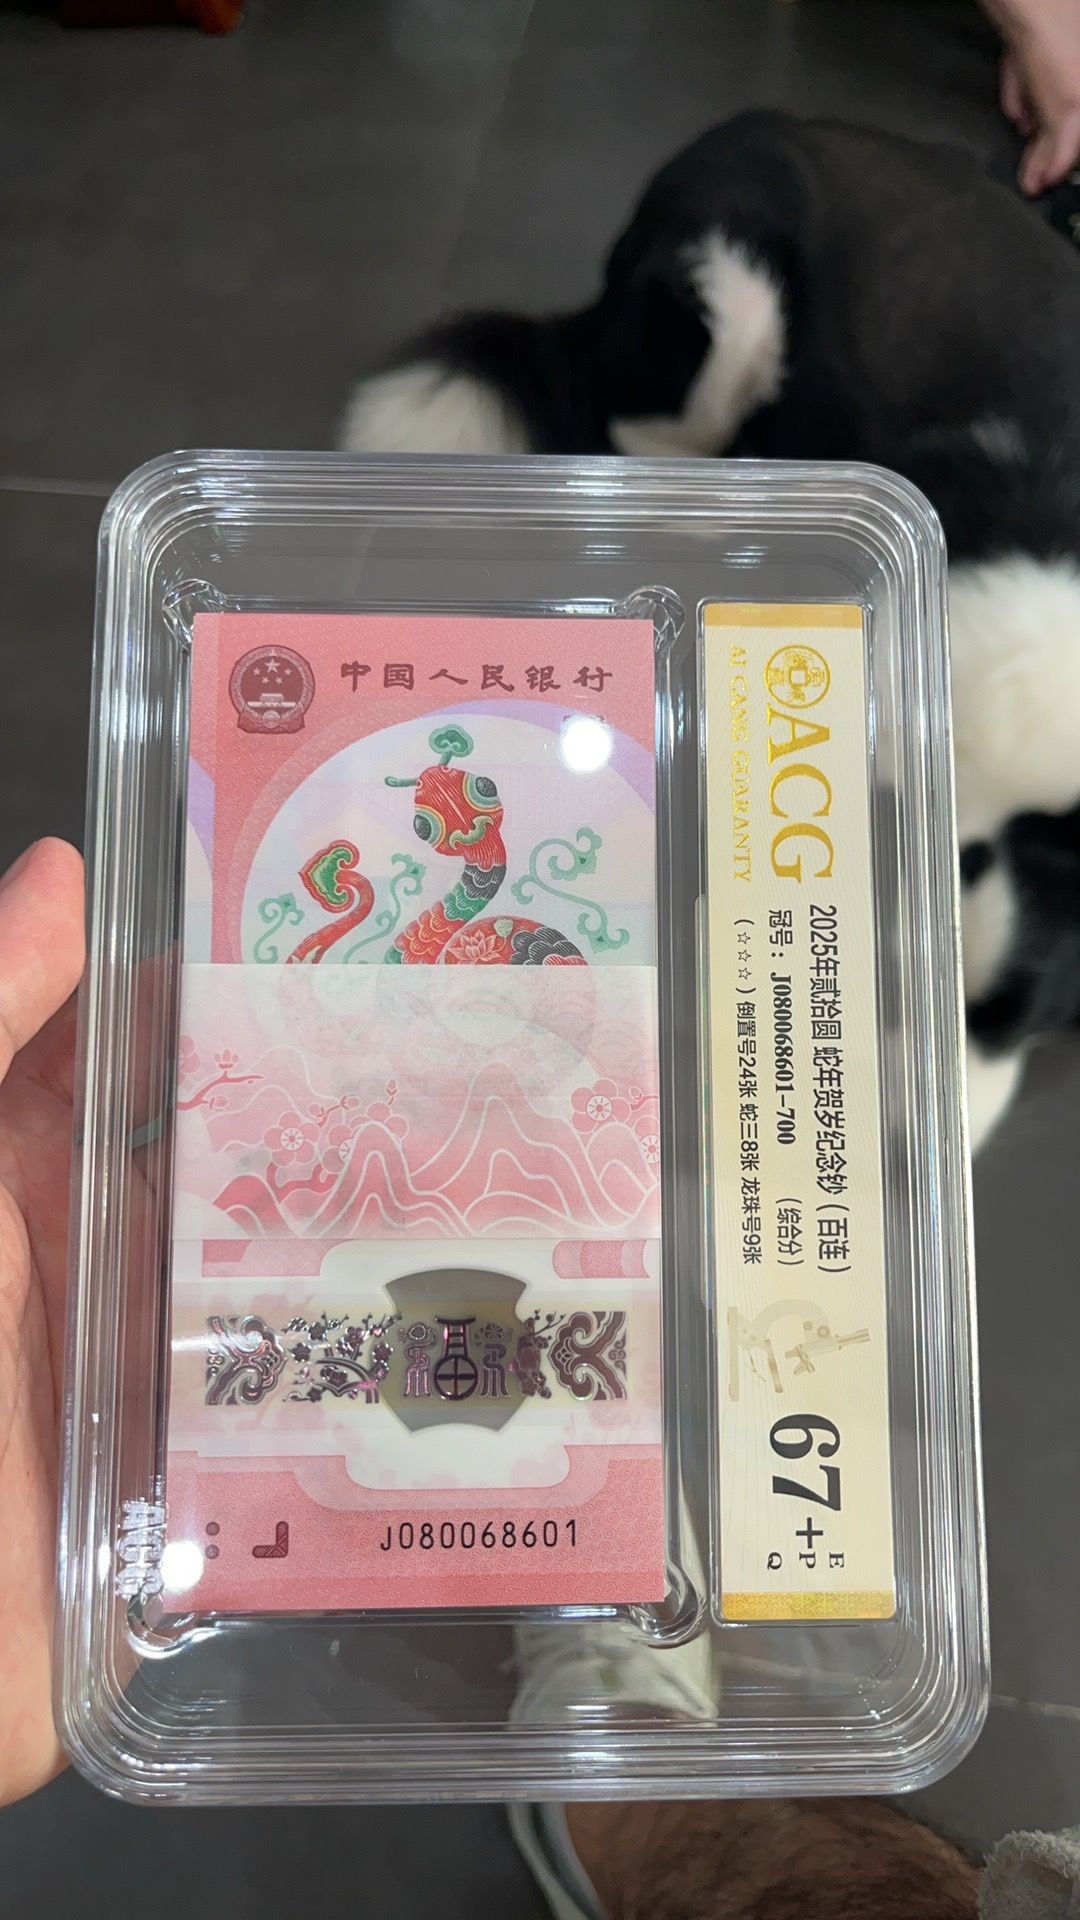 中国人民银行
福
J080068601
ACG
ACG
AI CANG GUARANTY
2025年贰拾圆 蛇年贺岁纪念钞（百连）
冠号：J080068601-700 （综合分）
（☆☆☆）倒置号24张 蛇三8张 龙珠号9张
67+
E
P
Q